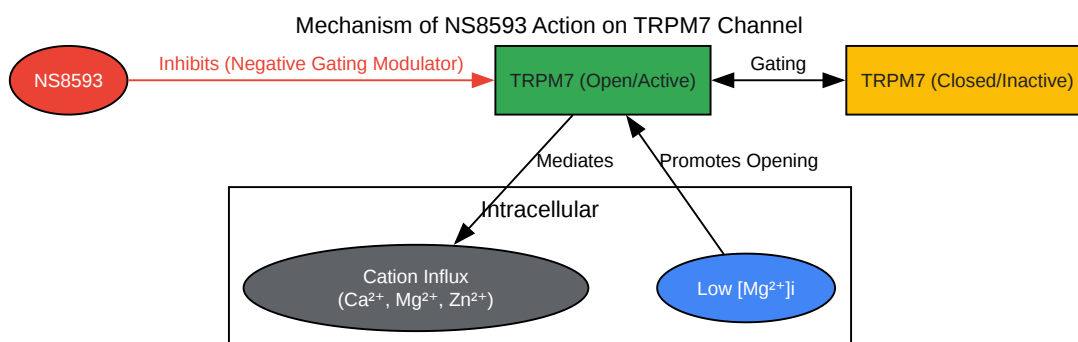 Mechanism of NS8593 Action on TRPM7 Channel
NS8593
Inhibits (Negative Gating Modulator)
TRPM7 (Open/Active)
Gating
TRPM7 (Closed/Inactive)
Mediates
Promotes Opening
Intracellular
Cation Influx
(Ca²⁺, Mg²⁺, Zn²⁺)
Low [Mg²⁺]i